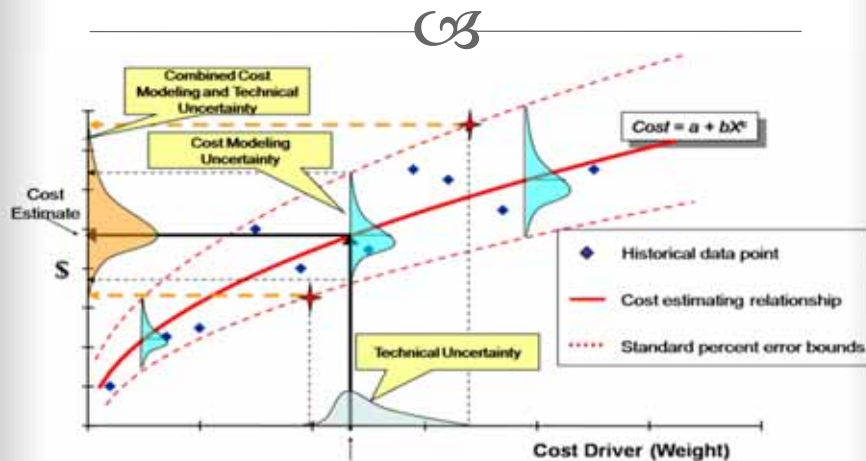 Combined Cost
Modeling and Technical
Uncertainty
Cost Modeling
Uncertainty
Cost = a + bXᶜ
Cost
Estimate
$
Historical data point
Cost estimating relationship
Standard percent error bounds
Technical Uncertainty
Cost Driver (Weight)